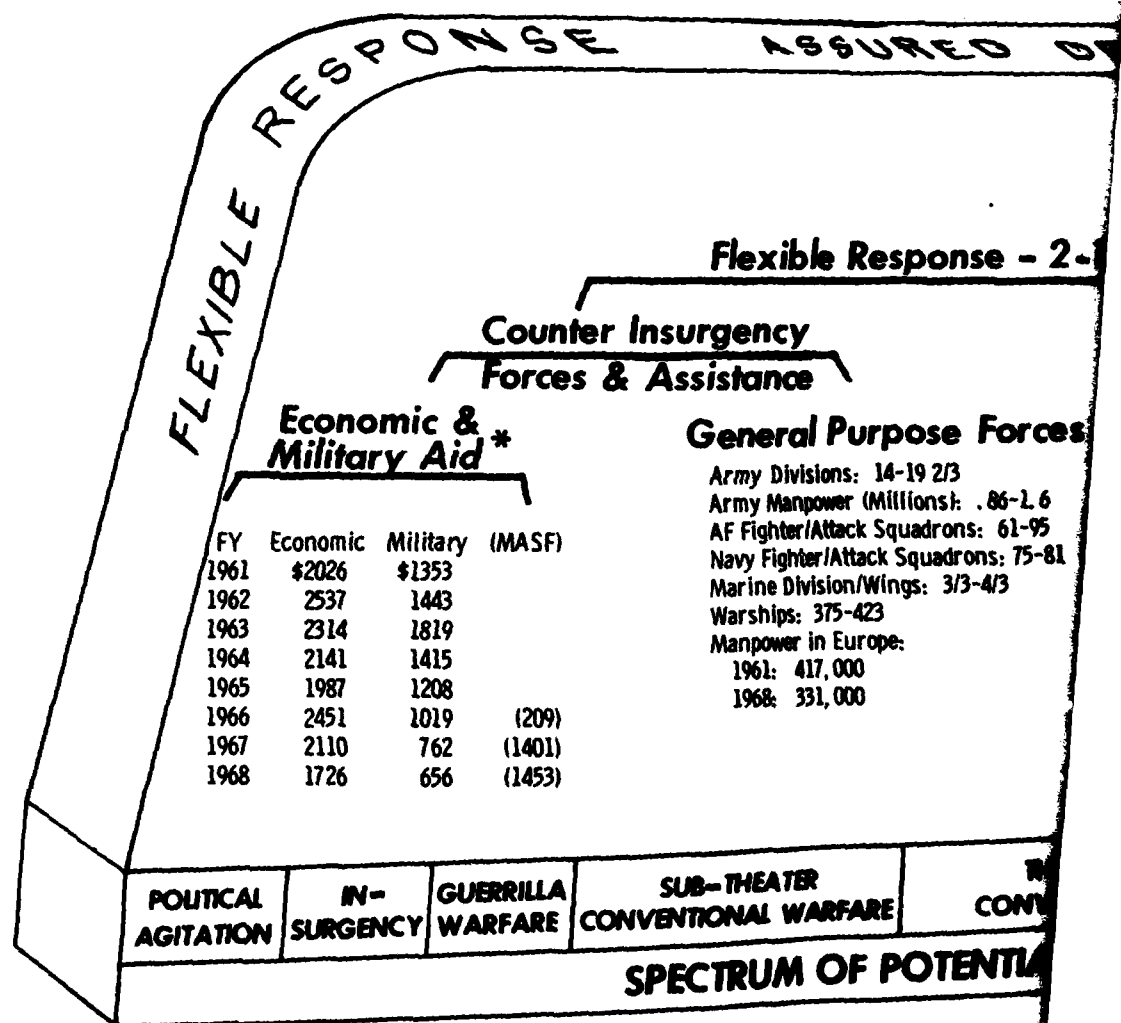 FLEXIBLE RESPONSE ASSURED
Flexible Response - 2-
Counter Insurgency
Forces & Assistance
Economic &
Military Aid *
FY Economic Military (MASF)
1961 $2026 $1353
1962 2537 1443
1963 2314 1819
1964 2141 1415
1965 1987 1208
1966 2451 1019 (209)
1967 2110 762 (1401)
1968 1726 656 (1453)
General Purpose Forces
Army Divisions: 14-19 2/3
Army Manpower (Millions): .86-1.6
AF Fighter/Attack Squadrons: 61-95
Navy Fighter/Attack Squadrons: 75-81
Marine Division/Wings: 3/3-4/3
Warships: 375-423
Manpower in Europe:
1961: 417,000
1968: 331,000
POLITICAL
AGITATION
IN-
SURGENCY
GUERRILLA
WARFARE
SUB-THEATER
CONVENTIONAL WARFARE
SPECTRUM OF